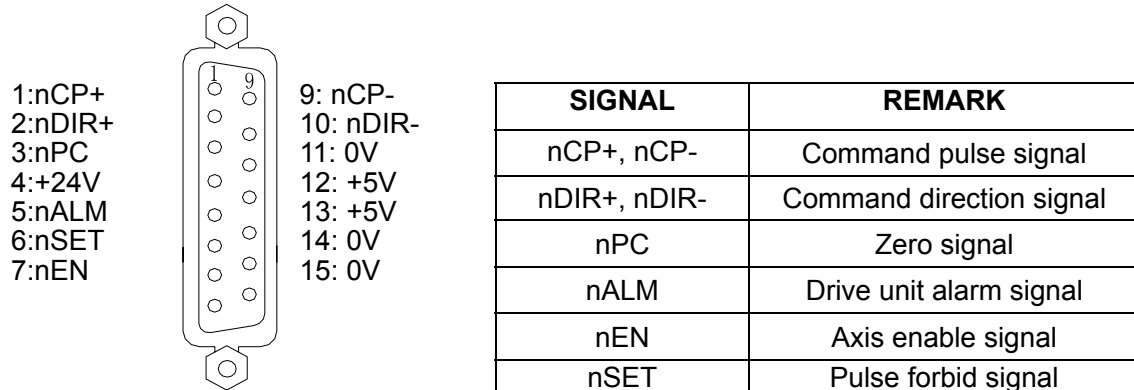 1:nCP+
2:nDIR+
3:nPC
4:+24V
5:nALM
6:nSET
7:nEN
1 9
9: nCP-
10: nDIR-
11: 0V
12: +5V
13: +5V
14: 0V
15: 0V
SIGNAL REMARK
nCP+, nCP- Command pulse signal
nDIR+, nDIR- Command direction signal
nPC Zero signal
nALM Drive unit alarm signal
nEN Axis enable signal
nSET Pulse forbid signal